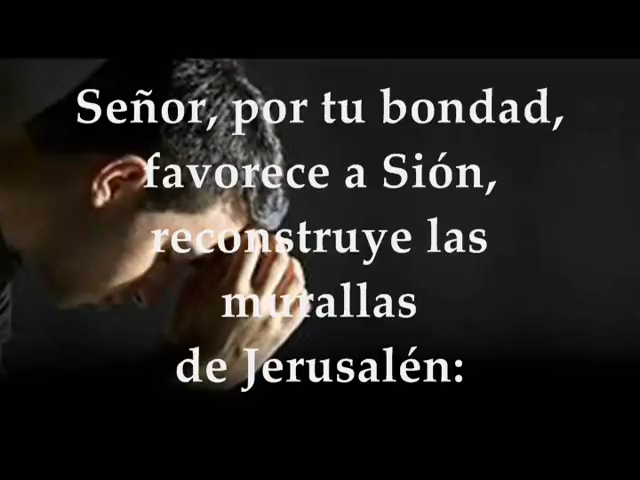 Señor, por tu bondad,
favorece a Sión,
reconstruye las
murallas
de Jerusalén: